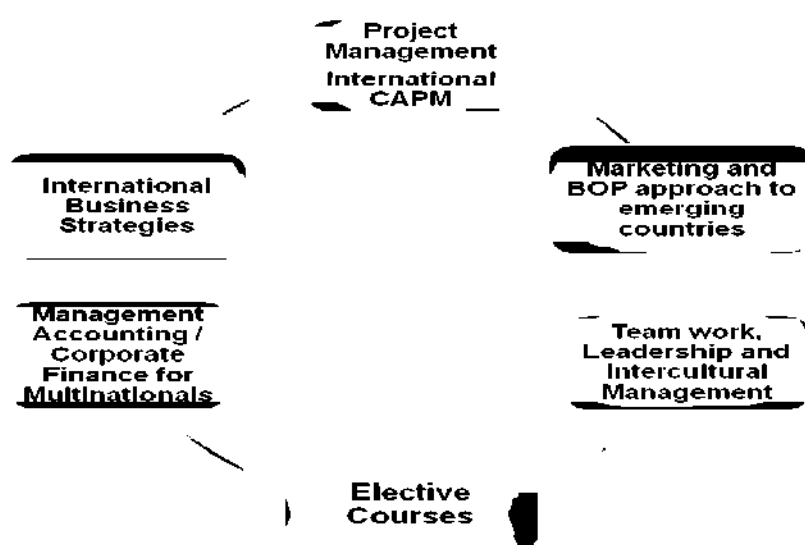 Project
Management
International
CAPM
Marketing and
BOP approach to
emerging
countries
Team work,
Leadership and
Intercultural
Management
Elective
Courses
Management
Accounting /
Corporate
Finance for
Multinationals
International
Business
Strategies